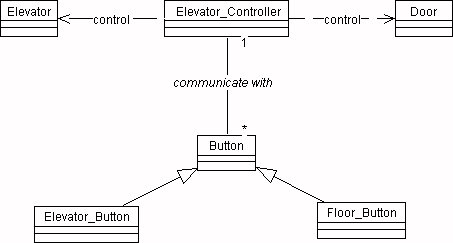 Elevator
control
Elevator_Controller
control
Door
1
communicate with
*
Button
Elevator_Button
Floor_Button